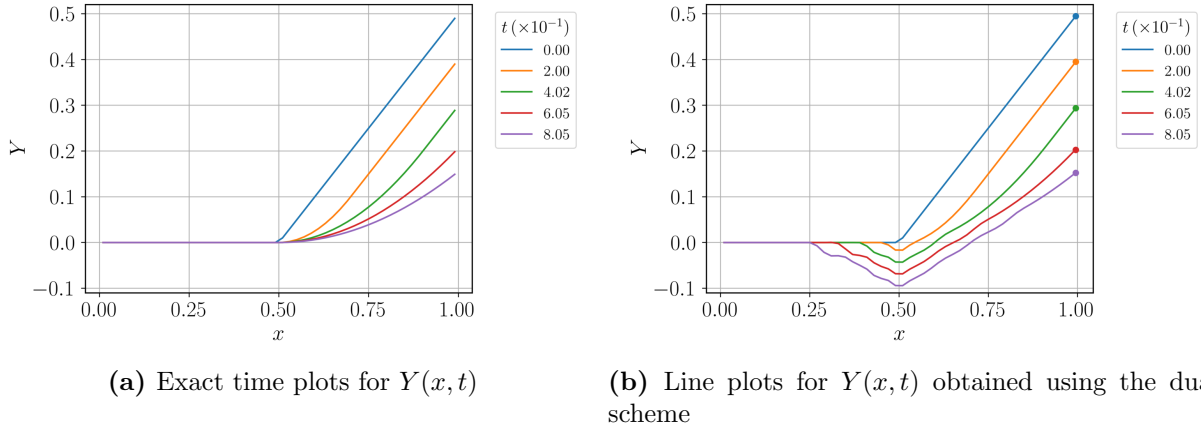 0.5
0.4
0.3
0.2
0.1
0.0
−0.1
Y
0.00 0.25 0.50 0.75 1.00
x
t (×10⁻¹)
0.00
2.00
4.02
6.05
8.05
(a) Exact time plots for Y(x, t)
0.5
0.4
0.3
0.2
0.1
0.0
−0.1
Y
0.00 0.25 0.50 0.75 1.00
x
t (×10⁻¹)
0.00
2.00
4.02
6.05
8.05
(b) Line plots for Y(x, t) obtained using the dua
scheme